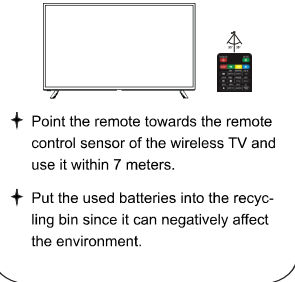 Point the remote towards the remote
control sensor of the wireless TV and
use it within 7 meters.
Put the used batteries into the recyc-
ling bin since it can negatively affect
the environment.